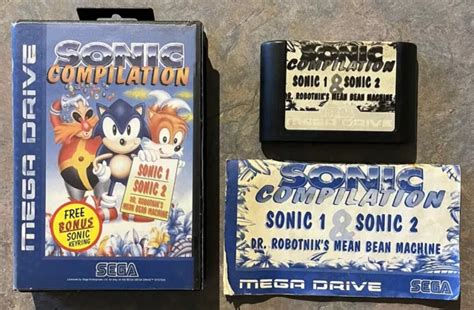 MEGA DRIVE
SONIC
COMPILATION
SONIC 1
SONIC 2
DR. ROBOTNIK'S
MEAN BEAN MACHINE
FREE
BONUS
SONIC
KEYRING
SEGA
SONIC
COMPILATION
SONIC 1 & SONIC 2
DR. ROBOTNIK'S MEAN BEAN MACHINE
MEGA DRIVE
SONIC
COMPILATION
SONIC 1 & SONIC 2
DR. ROBOTNIK'S MEAN BEAN MACHINE
SEGA
MEGA DRIVE